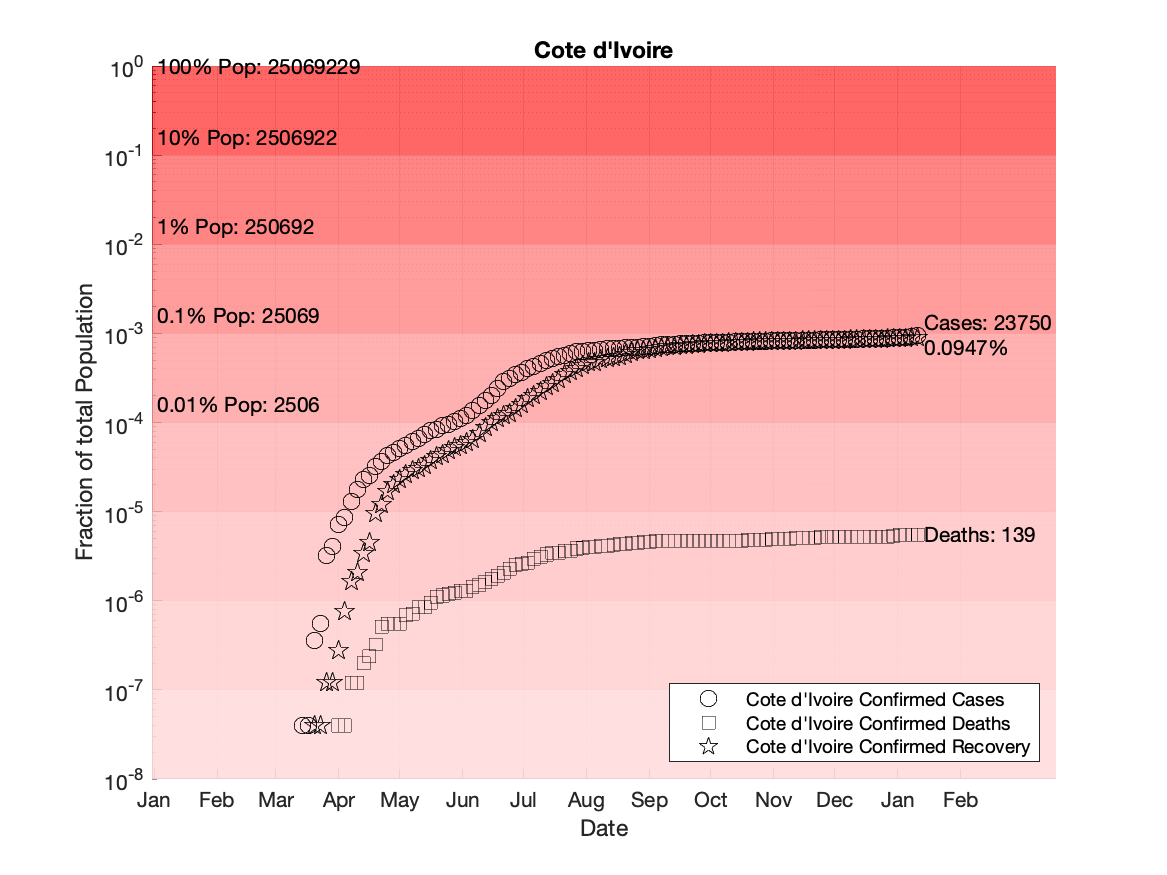 Cote d'Ivoire
10^0
100% Pop: 25069229
10% Pop: 2506922
10^-1
1% Pop: 250692
10^-2
0.1% Pop: 25069
10^-3
Cases: 23750
0.0947%
0.01% Pop: 2506
10^-4
10^-5
Deaths: 139
10^-6
10^-7
10^-8
Fraction of total Population
Cote d'Ivoire Confirmed Cases
Cote d'Ivoire Confirmed Deaths
Cote d'Ivoire Confirmed Recovery
Jan Feb Mar Apr May Jun Jul Aug Sep Oct Nov Dec Jan Feb
Date